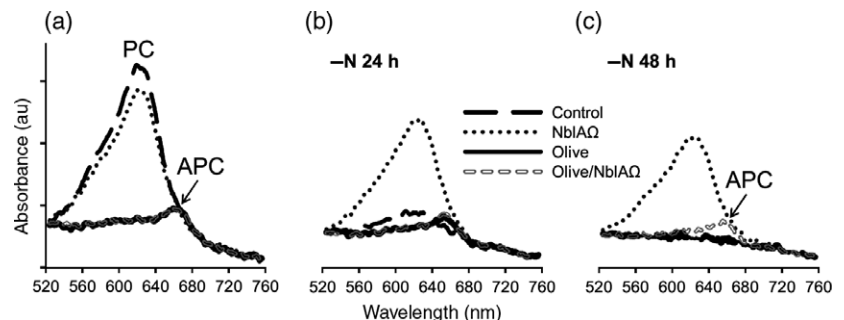 (a)
(b)
(c)
PC
–N 24 h
–N 48 h
Control
NblAΩ
Olive
Olive/NblAΩ
APC
APC
Absorbance (au)
520 560 600 640 680 720 760
520 560 600 640 680 720 760
520 560 600 640 680 720 760
Wavelength (nm)